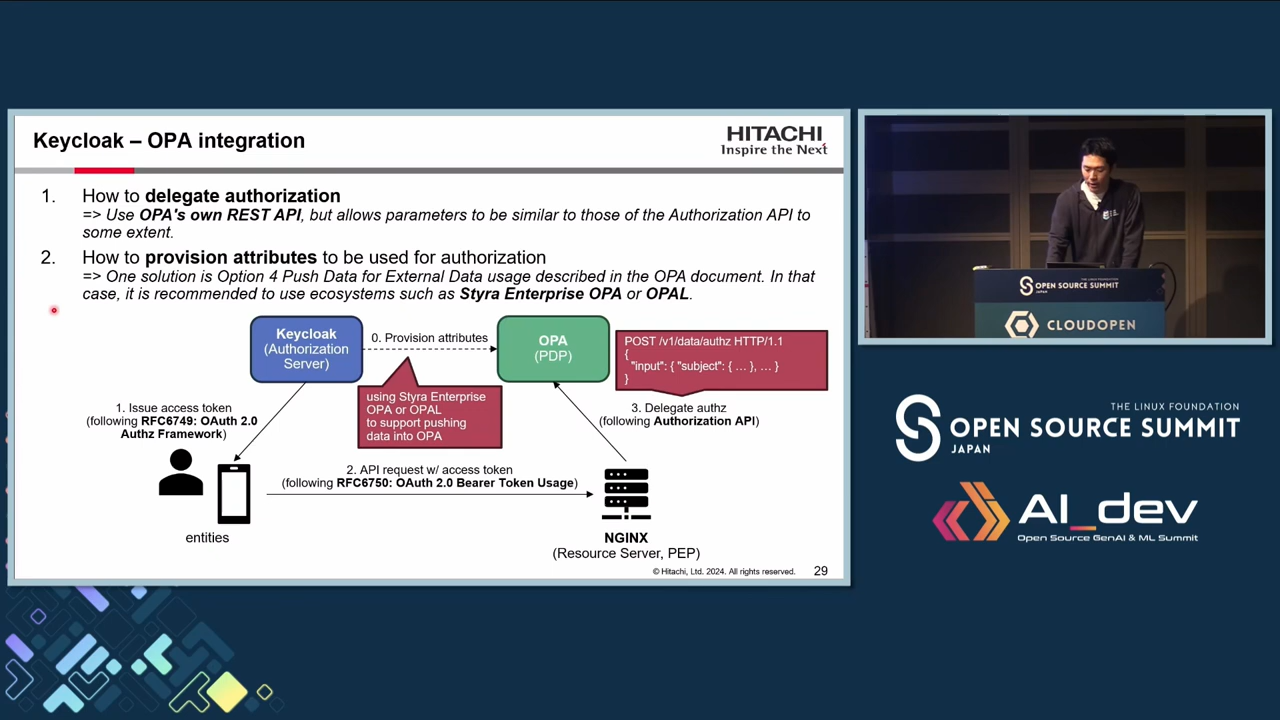 Keycloak – OPA integration
HITACHI
Inspire the Next
1. How to delegate authorization
=> Use OPA's own REST API, but allows parameters to be similar to those of the Authorization API to
some extent.
2. How to provision attributes to be used for authorization
=> One solution is Option 4 Push Data for External Data usage described in the OPA document. In that
case, it is recommended to use ecosystems such as Styra Enterprise OPA or OPAL.
Keycloak
(Authorization
Server)
0. Provision attributes
OPA
(PDP)
POST /v1/data/authz HTTP/1.1
{
"input": { "subject": { … }, … }
}
using Styra Enterprise
OPA or OPAL
to support pushing
data into OPA
1. Issue access token
(following RFC6749: OAuth 2.0
Authz Framework)
3. Delegate authz
(following Authorization API)
2. API request w/ access token
(following RFC6750: OAuth 2.0 Bearer Token Usage)
entities
NGINX
(Resource Server, PEP)
© Hitachi, Ltd. 2024. All rights reserved.
29
OPEN SOURCE SUMMIT
JAPAN
CLOUDOPEN
THE LINUX FOUNDATION
OPEN SOURCE SUMMIT
JAPAN
AI_dev
Open Source GenAI & ML Summit